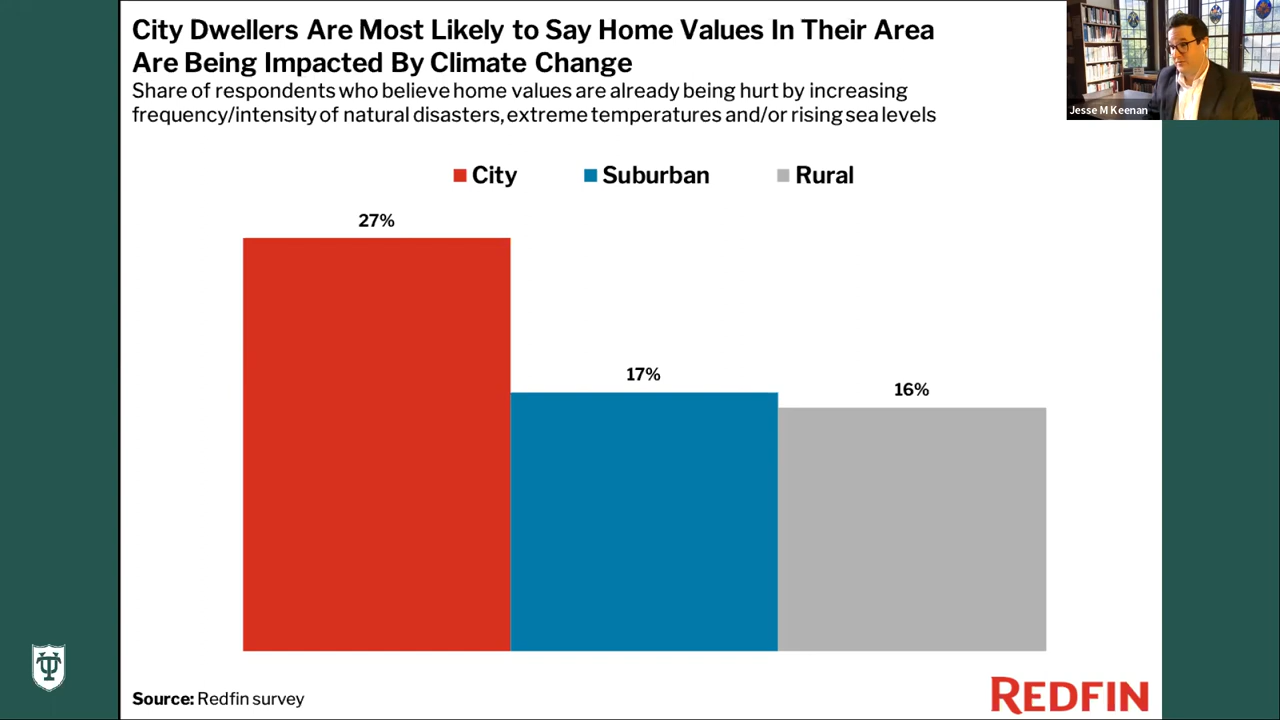 City Dwellers Are Most Likely to Say Home Values In Their Area
Are Being Impacted By Climate Change
Share of respondents who believe home values are already being hurt by increasing
frequency/intensity of natural disasters, extreme temperatures and/or rising sea levels
Jesse M Keenan
City Suburban Rural
27%
17%
16%
Source: Redfin survey
REDFIN